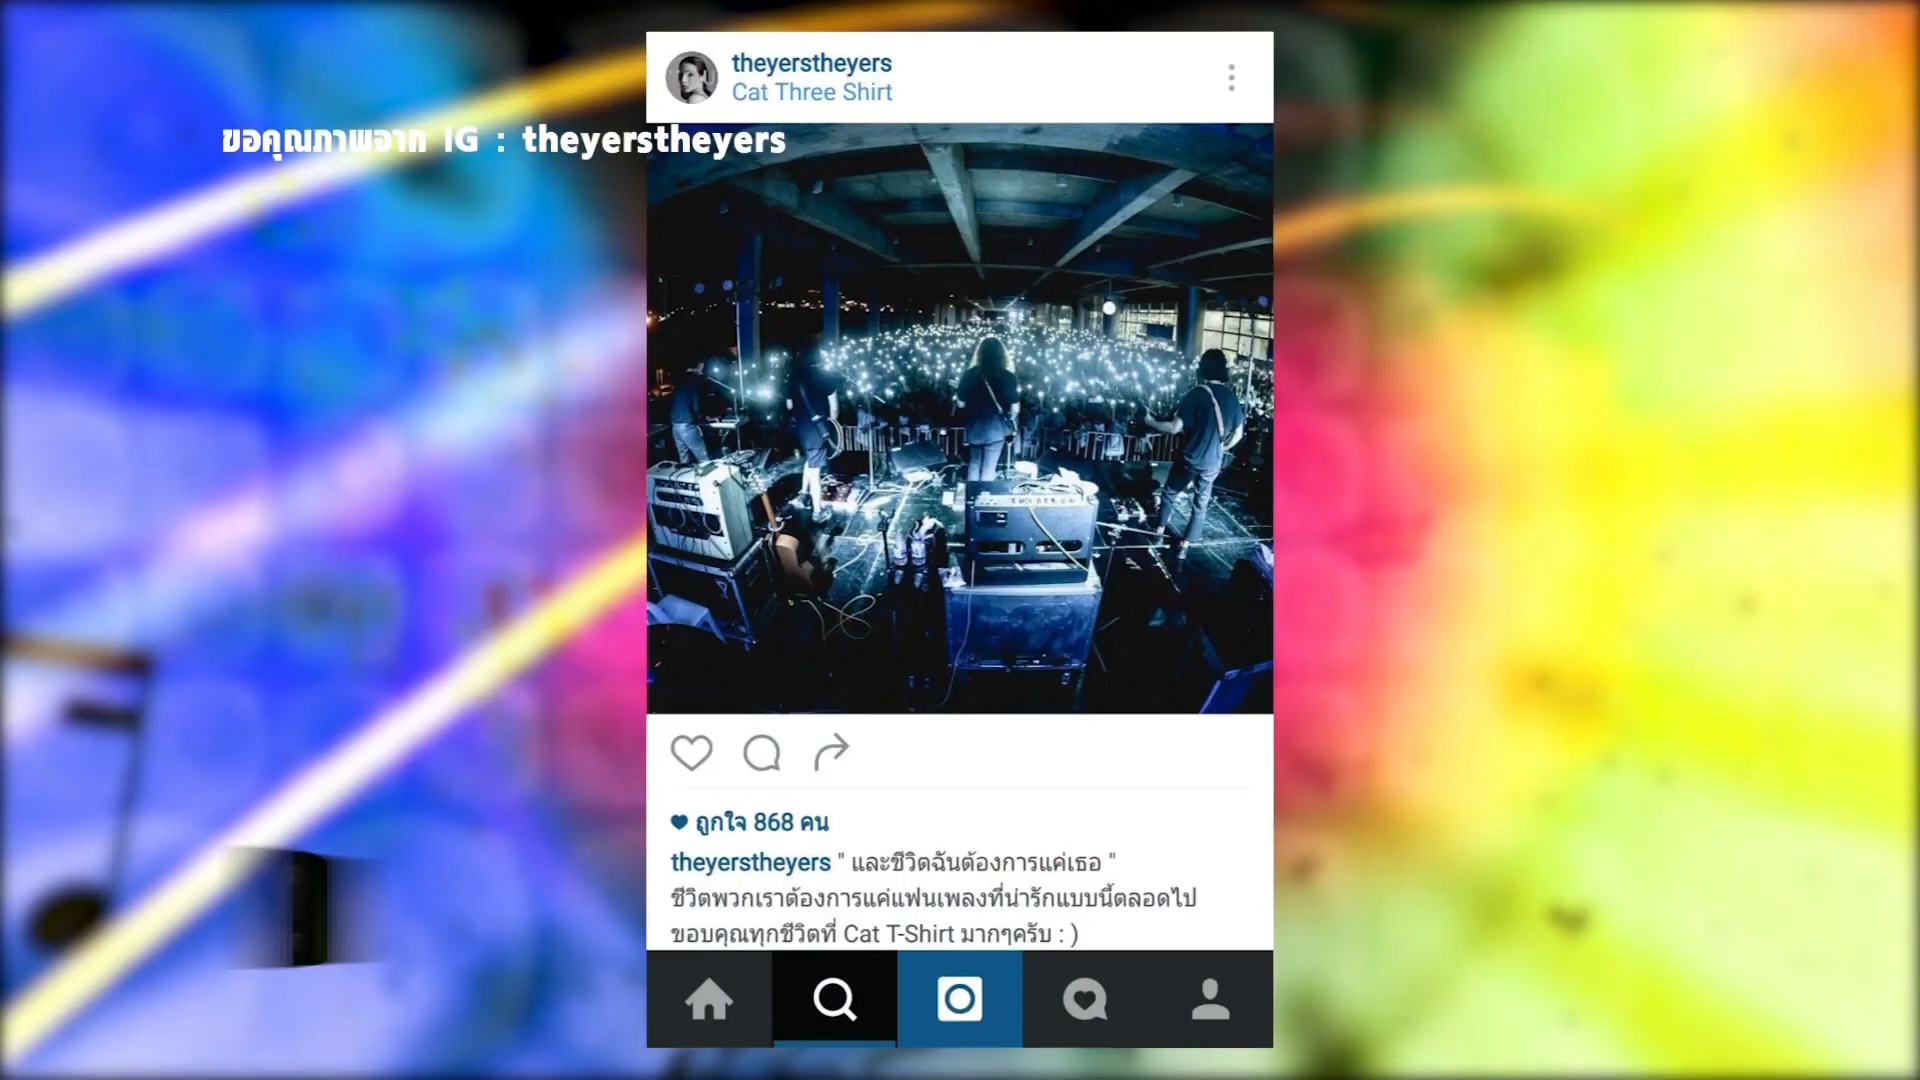 theyerstheyers
Cat Three Shirt
ขอคุณภาพจาก IG : theyerstheyers
ถูกใจ 868 คน
theyerstheyers " และชีวิตฉันต้องการแค่เธอ "
ชีวิตพวกเราต้องการแค่แฟนเพลงที่น่ารักแบบนี้ตลอดไป
ขอบคุณทุกชีวิตที่ Cat T-Shirt มากๆครับ : )